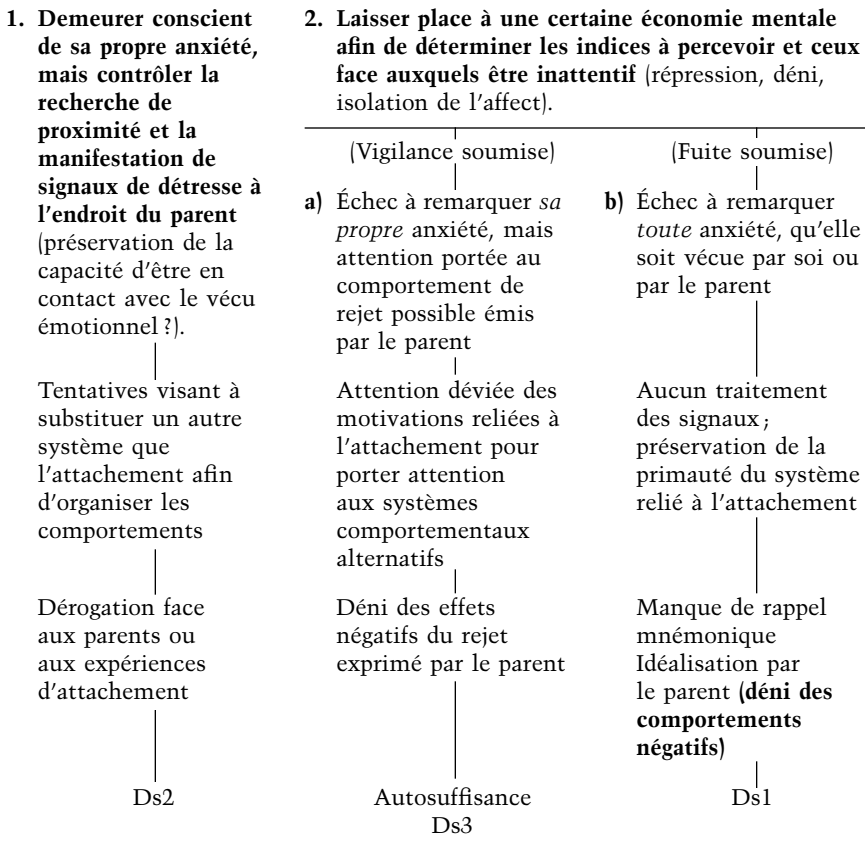 1. Demeurer conscient
de sa propre anxiété,
mais contrôler la
recherche de
proximité et la
manifestation de
signaux de détresse à
l'endroit du parent
(préservation de la
capacité d'être en
contact avec le vécu
émotionnel ?).
Tentatives visant à
substituer un autre
système que
l'attachement afin
d'organiser les
comportements
Dérogation face
aux parents ou
aux expériences
d'attachement
Ds2
2. Laisser place à une certaine économie mentale
afin de déterminer les indices à percevoir et ceux
face auxquels être inattentif (répression, déni,
isolation de l'affect).
(Vigilance soumise)
a) Échec à remarquer sa
propre anxiété, mais
attention portée au
comportement de
rejet possible émis
par le parent
Attention déviée des
motivations reliées à
l'attachement pour
porter attention
aux systèmes
comportementaux
alternatifs
Déni des effets
négatifs du rejet
exprimé par le parent
Autosuffisance
Ds3
(Fuite soumise)
b) Échec à remarquer
toute anxiété, qu'elle
soit vécue par soi ou
par le parent
Aucun traitement
des signaux ;
préservation de la
primauté du système
relié à l'attachement
Manque de rappel
mnémonique
Idéalisation par
le parent (déni des
comportements
négatifs)
Ds1